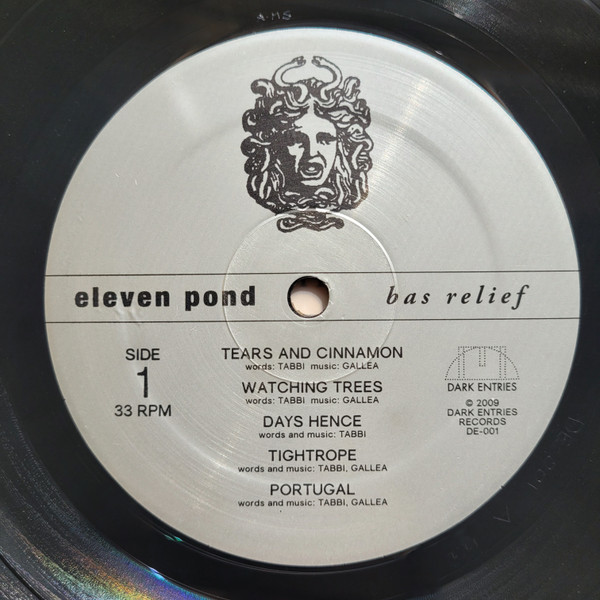 eleven pond
bas relief
SIDE
1
33 RPM
TEARS AND CINNAMON
words: TABBI music: GALLEA
WATCHING TREES
words: TABBI music: GALLEA
DAYS HENCE
words and music: TABBI
TIGHTROPE
words and music: TABBI, GALLEA
PORTUGAL
words and music: TABBI, GALLEA
DARK ENTRIES
© 2009
DARK ENTRIES
RECORDS
DE-001